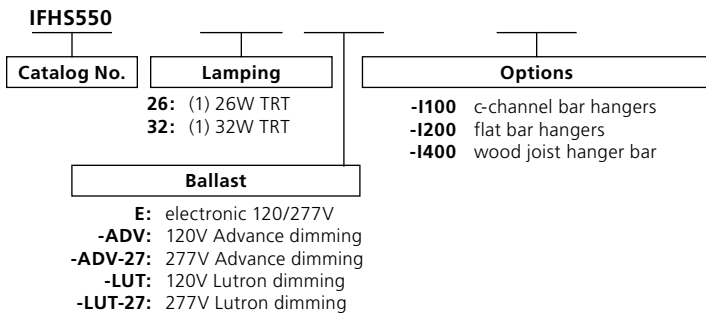 IFHS550
Catalog No.
Lamping
Options
26: (1) 26W TRT
32: (1) 32W TRT
-I100 c-channel bar hangers
-I200 flat bar hangers
-I400 wood joist hanger bar
Ballast
E: electronic 120/277V
-ADV: 120V Advance dimming
-ADV-27: 277V Advance dimming
-LUT: 120V Lutron dimming
-LUT-27: 277V Lutron dimming